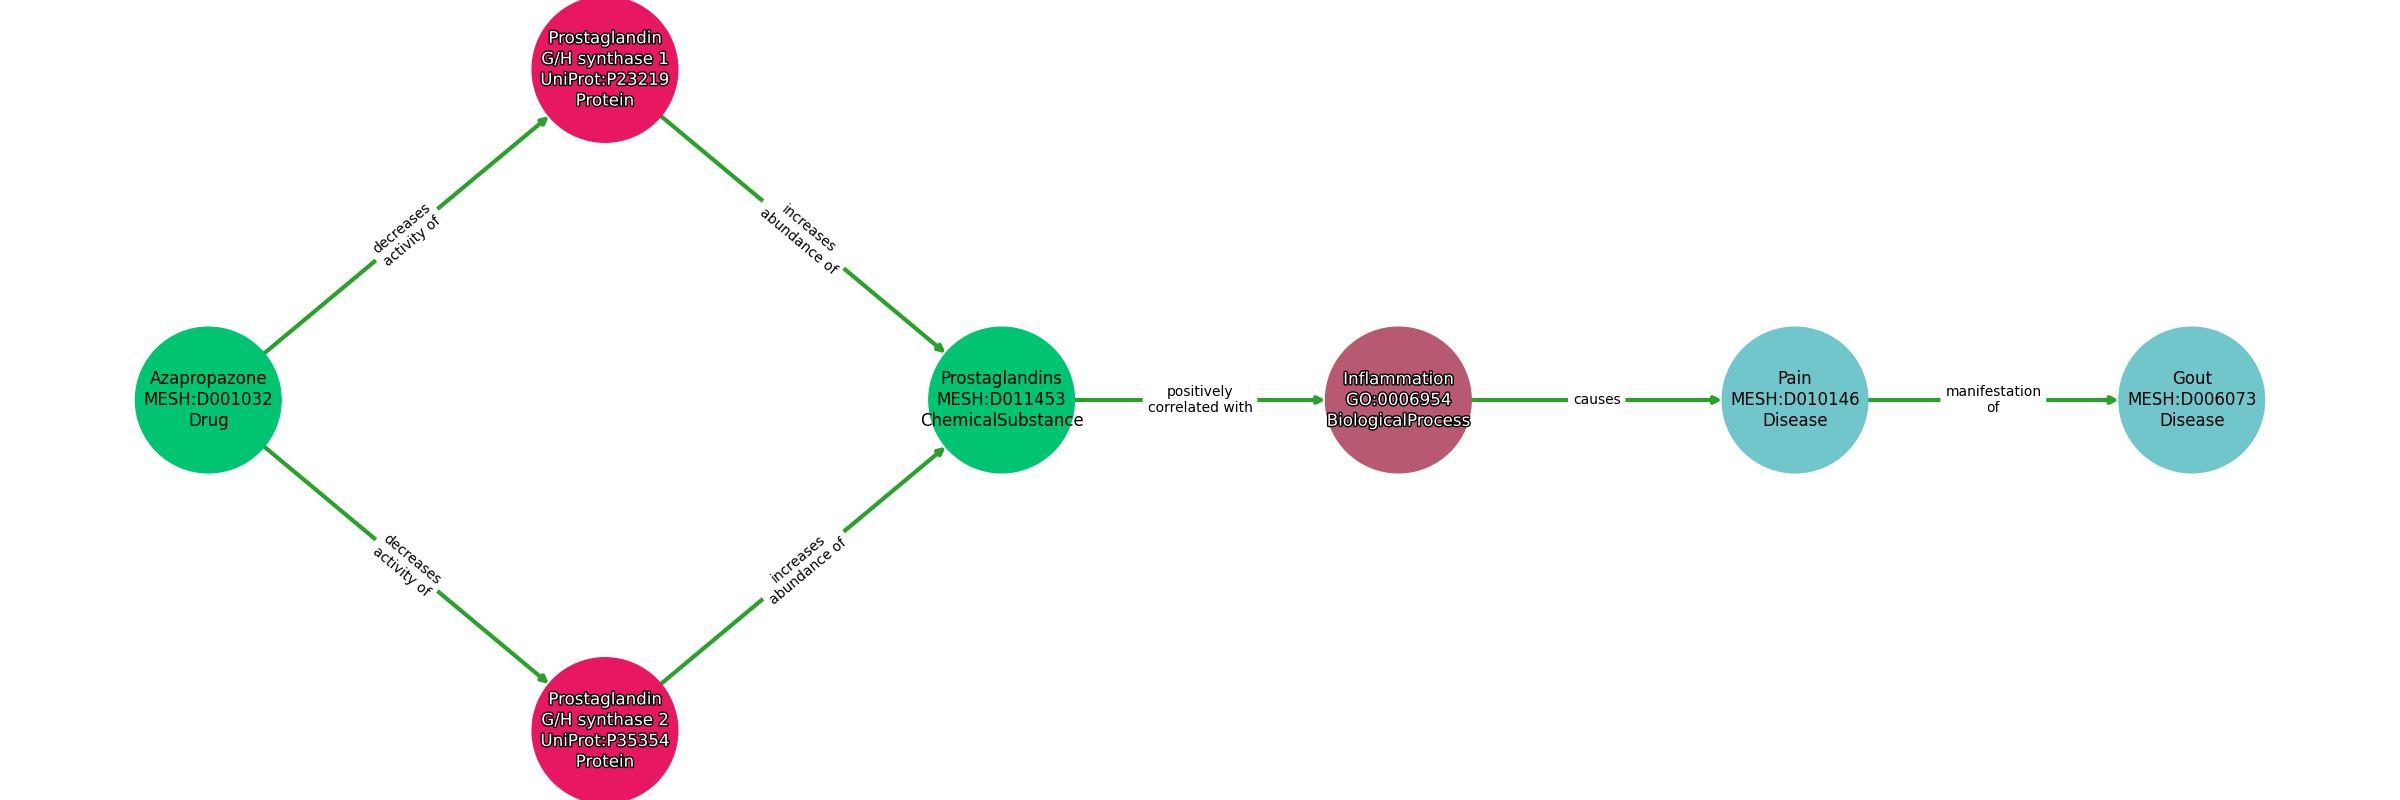 Prostaglandin
G/H synthase 1
UniProt:P23219
Protein
decreases
activity of
increases
abundance of
Azapropazone
MESH:D001032
Drug
Prostaglandins
MESH:D011453
ChemicalSubstance
positively
correlated with
Inflammation
GO:0006954
BiologicalProcess
causes
Pain
MESH:D010146
Disease
manifestation
of
Gout
MESH:D006073
Disease
decreases
activity of
increases
abundance of
Prostaglandin
G/H synthase 2
UniProt:P35354
Protein